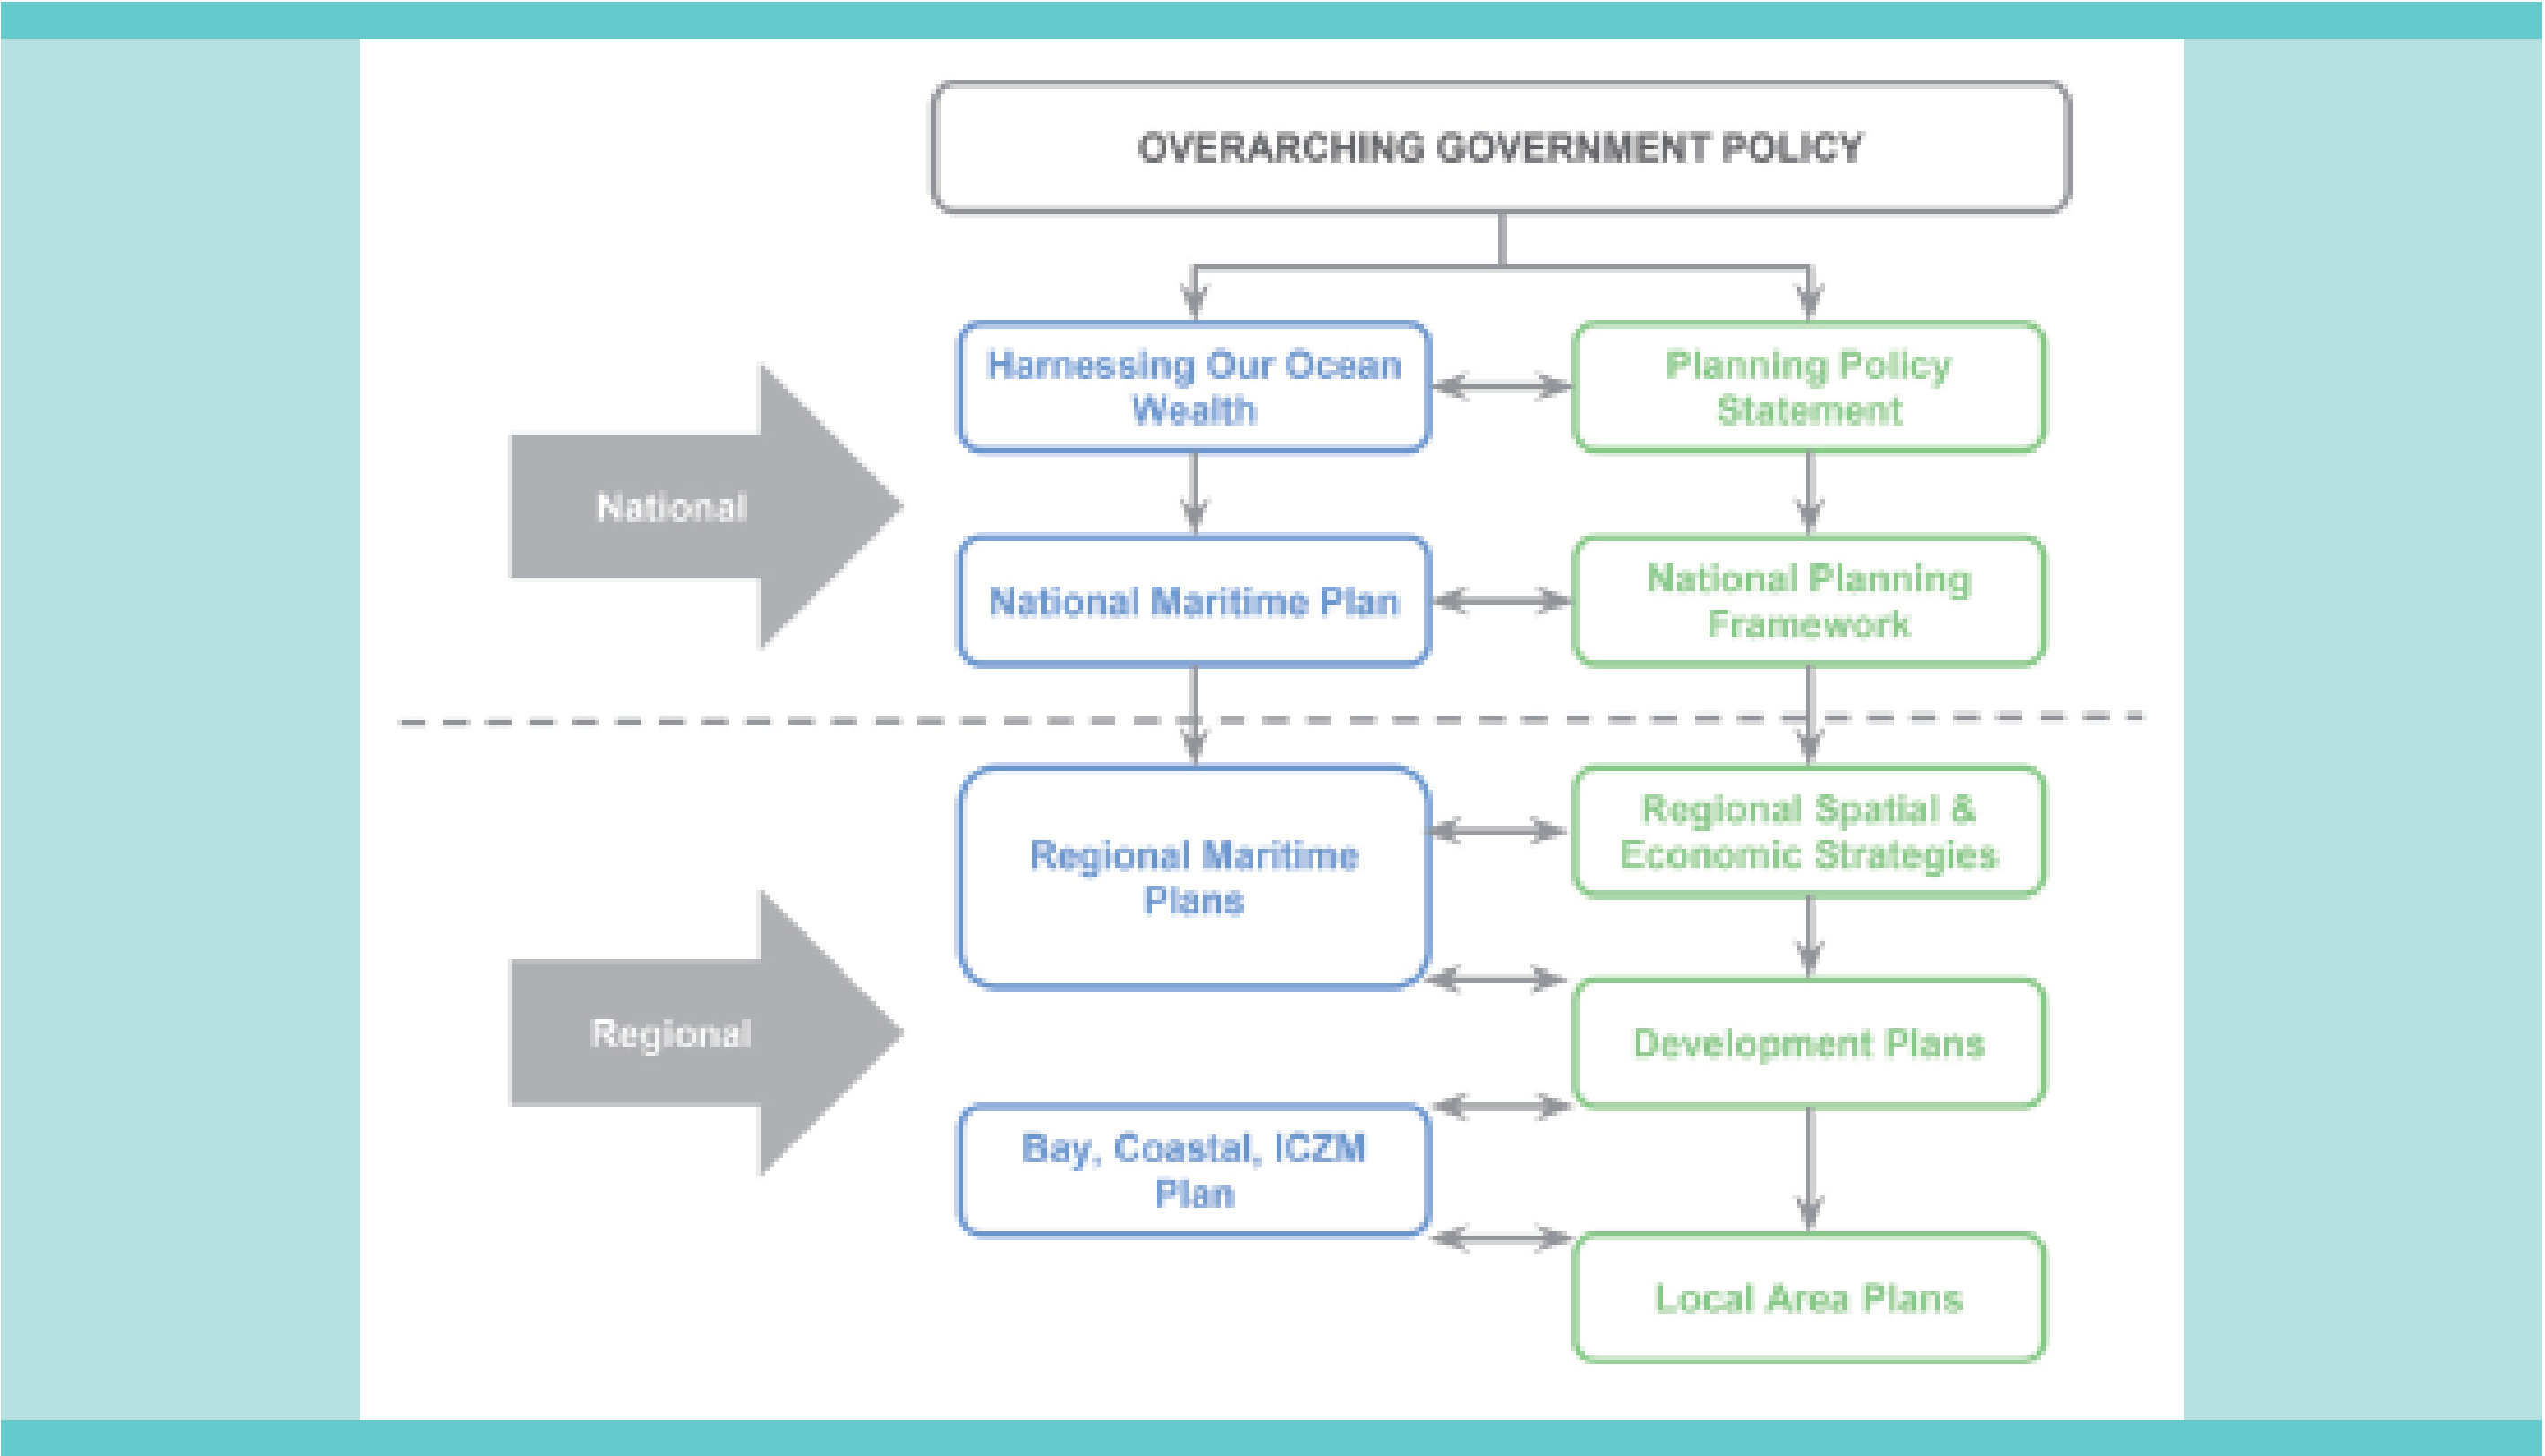 OVERARCHING GOVERNMENT POLICY
Harnessing Our Ocean
Wealth
Planning Policy
Statement
National
National Maritime Plan
National Planning
Framework
Regional Maritime
Plans
Regional Spatial &
Economic Strategies
Regional
Development Plans
Bay, Coastal, ICZM
Plan
Local Area Plans